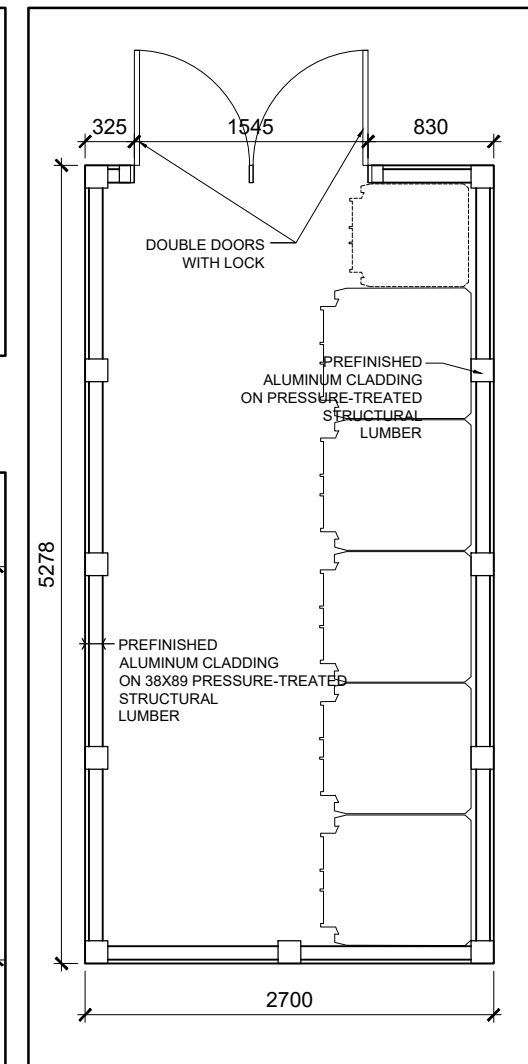 325
1545
830
DOUBLE DOORS
WITH LOCK
PREFINISHED
ALUMINUM CLADDING
ON PRESSURE-TREATED
STRUCTURAL
LUMBER
5278
PREFINISHED
ALUMINUM CLADDING
ON 38X89 PRESSURE-TREATED
STRUCTURAL
LUMBER
2700